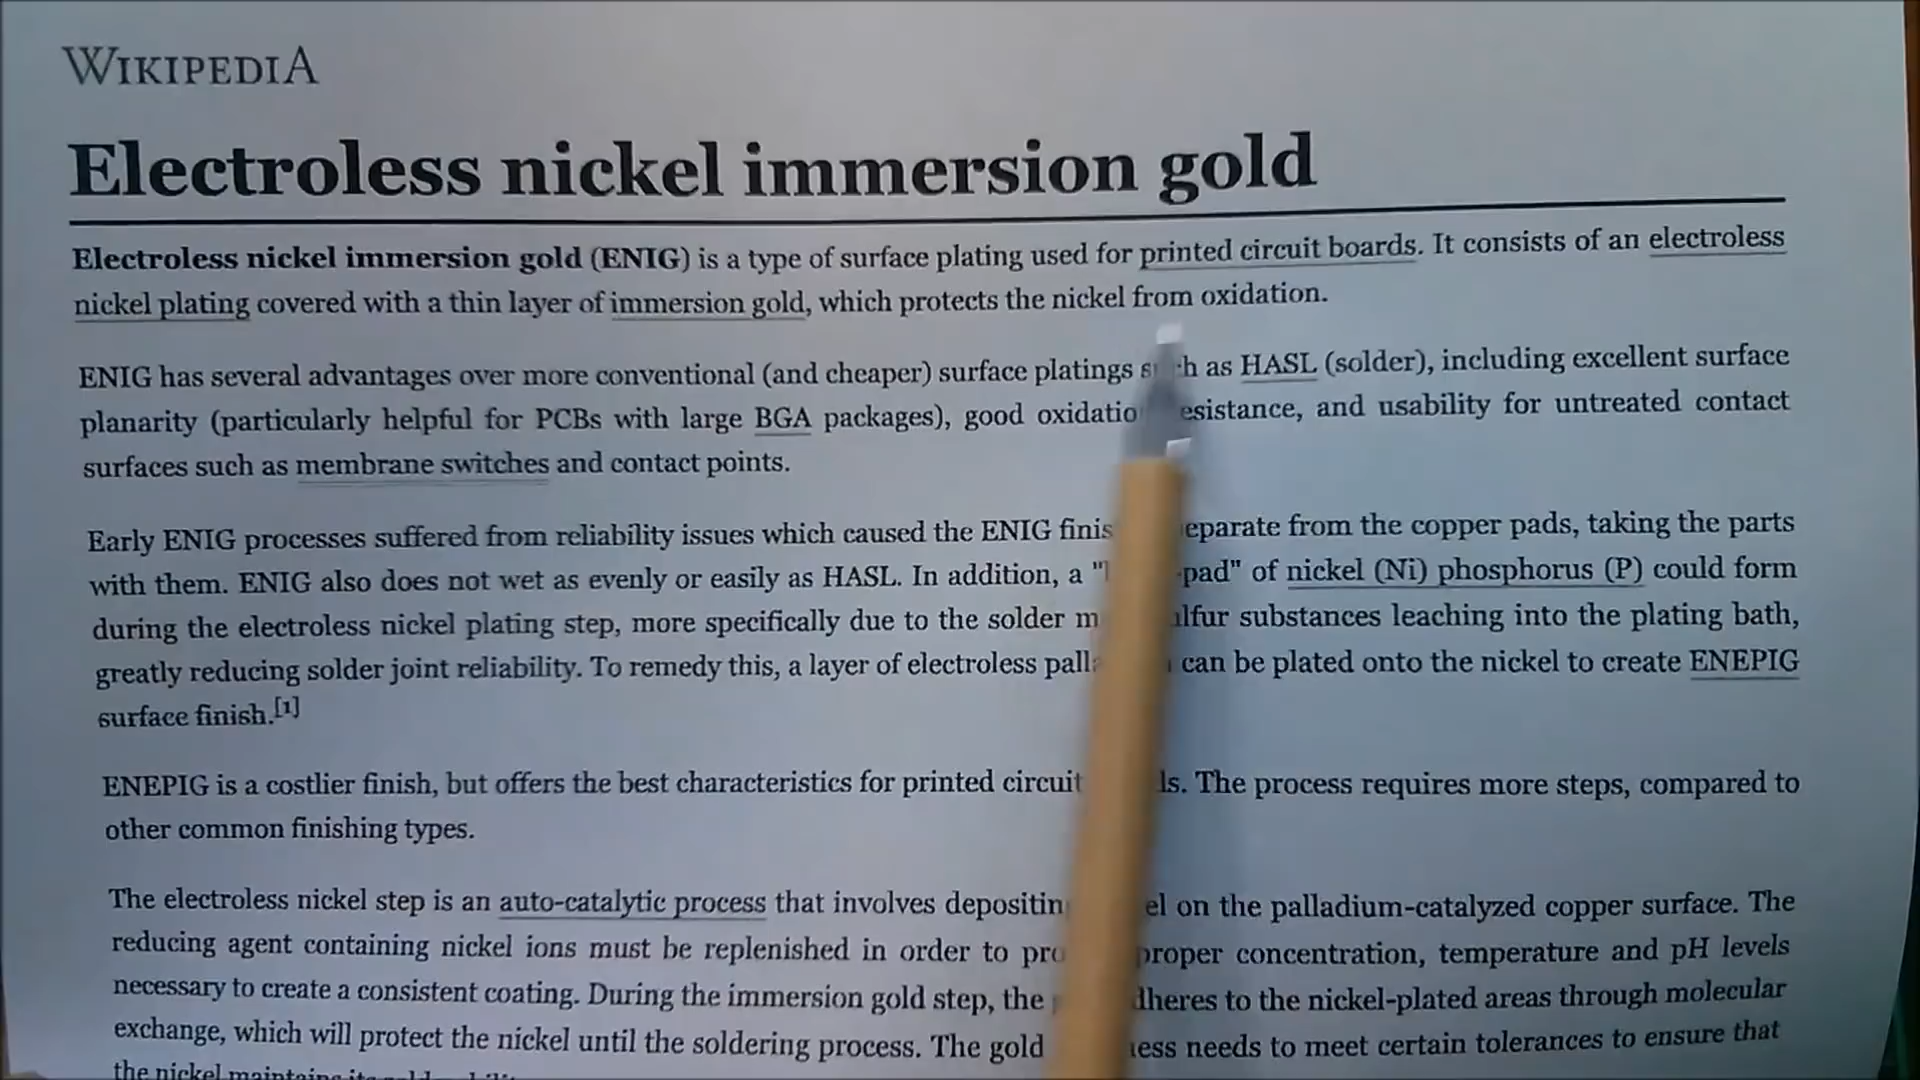 WIKIPEDIA
Electroless nickel immersion gold
Electroless nickel immersion gold (ENIG) is a type of surface plating used for printed circuit boards. It consists of an electroless
nickel plating covered with a thin layer of immersion gold, which protects the nickel from oxidation.
ENIG has several advantages over more conventional (and cheaper) surface platings such as HASL (solder), including excellent surface
planarity (particularly helpful for PCBs with large BGA packages), good oxidation resistance, and usability for untreated contact
surfaces such as membrane switches and contact points.
Early ENIG processes suffered from reliability issues which caused the ENIG finish separate from the copper pads, taking the parts
with them. ENIG also does not wet as evenly or easily as HASL. In addition, a -pad" of nickel (Ni) phosphorus (P) could form
during the electroless nickel plating step, more specifically due to the solder substances leaching into the plating bath,
greatly reducing solder joint reliability. To remedy this, a layer of electroless can be plated onto the nickel to create ENEPIG
surface finish.[1]
ENEPIG is a costlier finish, but offers the best characteristics for printed circuit The process requires more steps, compared to
other common finishing types.
The electroless nickel step is an auto-catalytic process that involves depositing on the palladium-catalyzed copper surface. The
reducing agent containing nickel ions must be replenished in order to proper concentration, temperature and pH levels
necessary to create a consistent coating. During the immersion gold step, the adheres to the nickel-plated areas through molecular
exchange, which will protect the nickel until the soldering process. The gold needs to meet certain tolerances to ensure that
the nickel maintains its